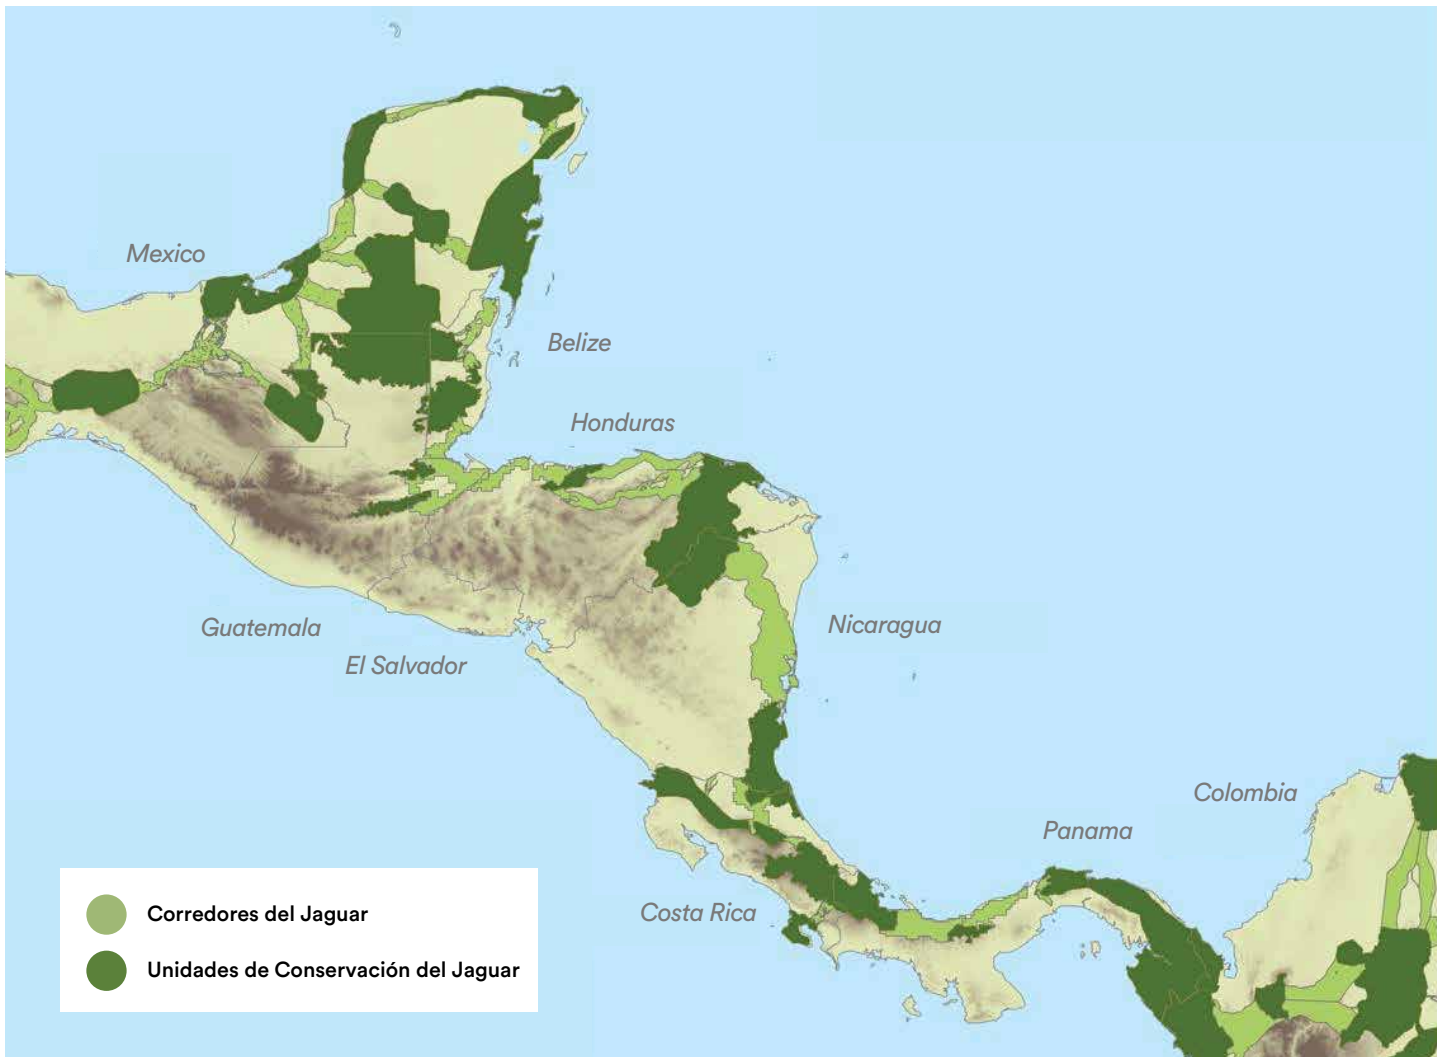 Mexico
Belize
Honduras
Guatemala
El Salvador
Nicaragua
Colombia
Panama
Costa Rica
Corredores del Jaguar
Unidades de Conservación del Jaguar